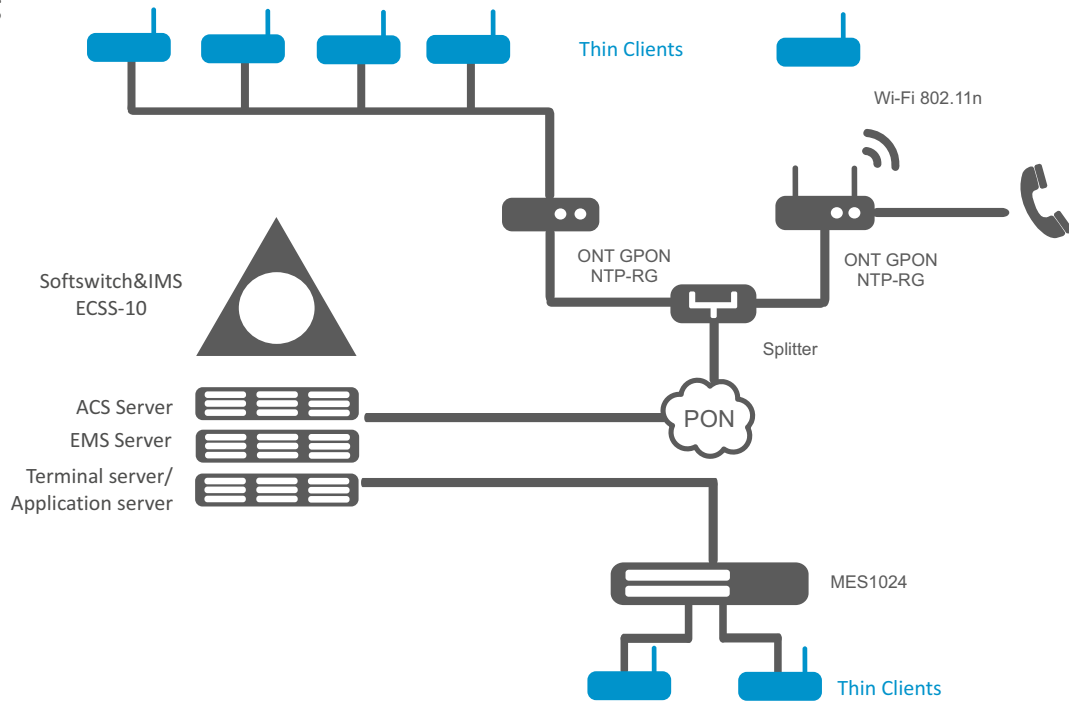 Thin Clients
Wi-Fi 802.11n
ONT GPON
NTP-RG
ONT GPON
NTP-RG
Softswitch&IMS
ECSS-10
Splitter
ACS Server
PON
EMS Server
Terminal server/
Application server
MES1024
Thin Clients